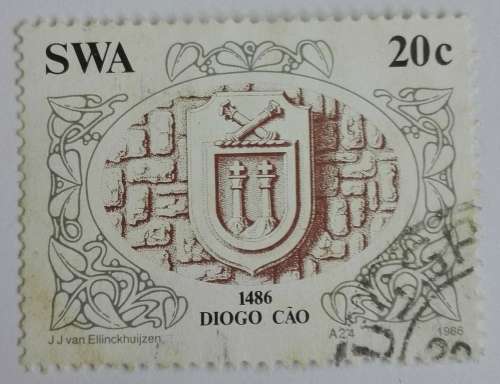 SWA 20c
1486
DIOGO CÃO
J J van Ellinckhuijzen. A24 1986